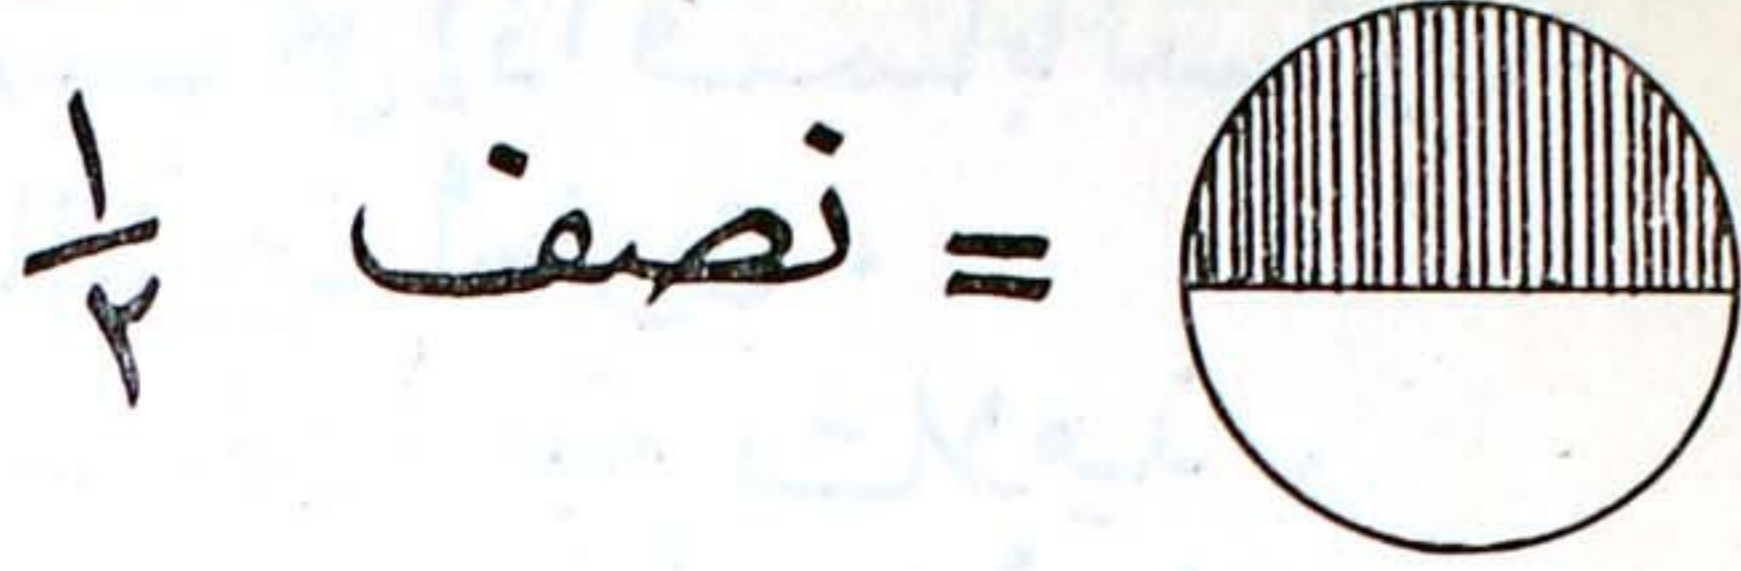 = نصف ١/٢